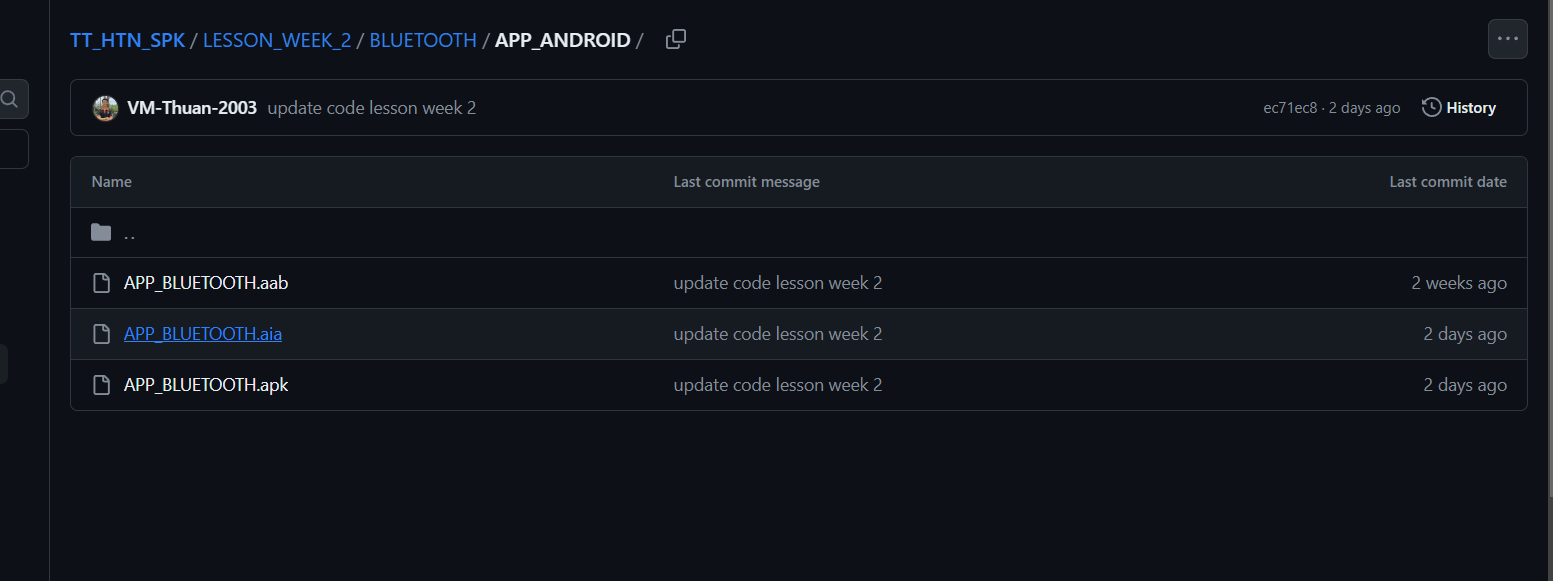 TT_HTN_SPK / LESSON_WEEK_2 / BLUETOOTH / APP_ANDROID /
VM-Thuan-2003 update code lesson week 2 ec71ec8 · 2 days ago History
Name Last commit message Last commit date
..
APP_BLUETOOTH.aab update code lesson week 2 2 weeks ago
APP_BLUETOOTH.aia update code lesson week 2 2 days ago
APP_BLUETOOTH.apk update code lesson week 2 2 days ago